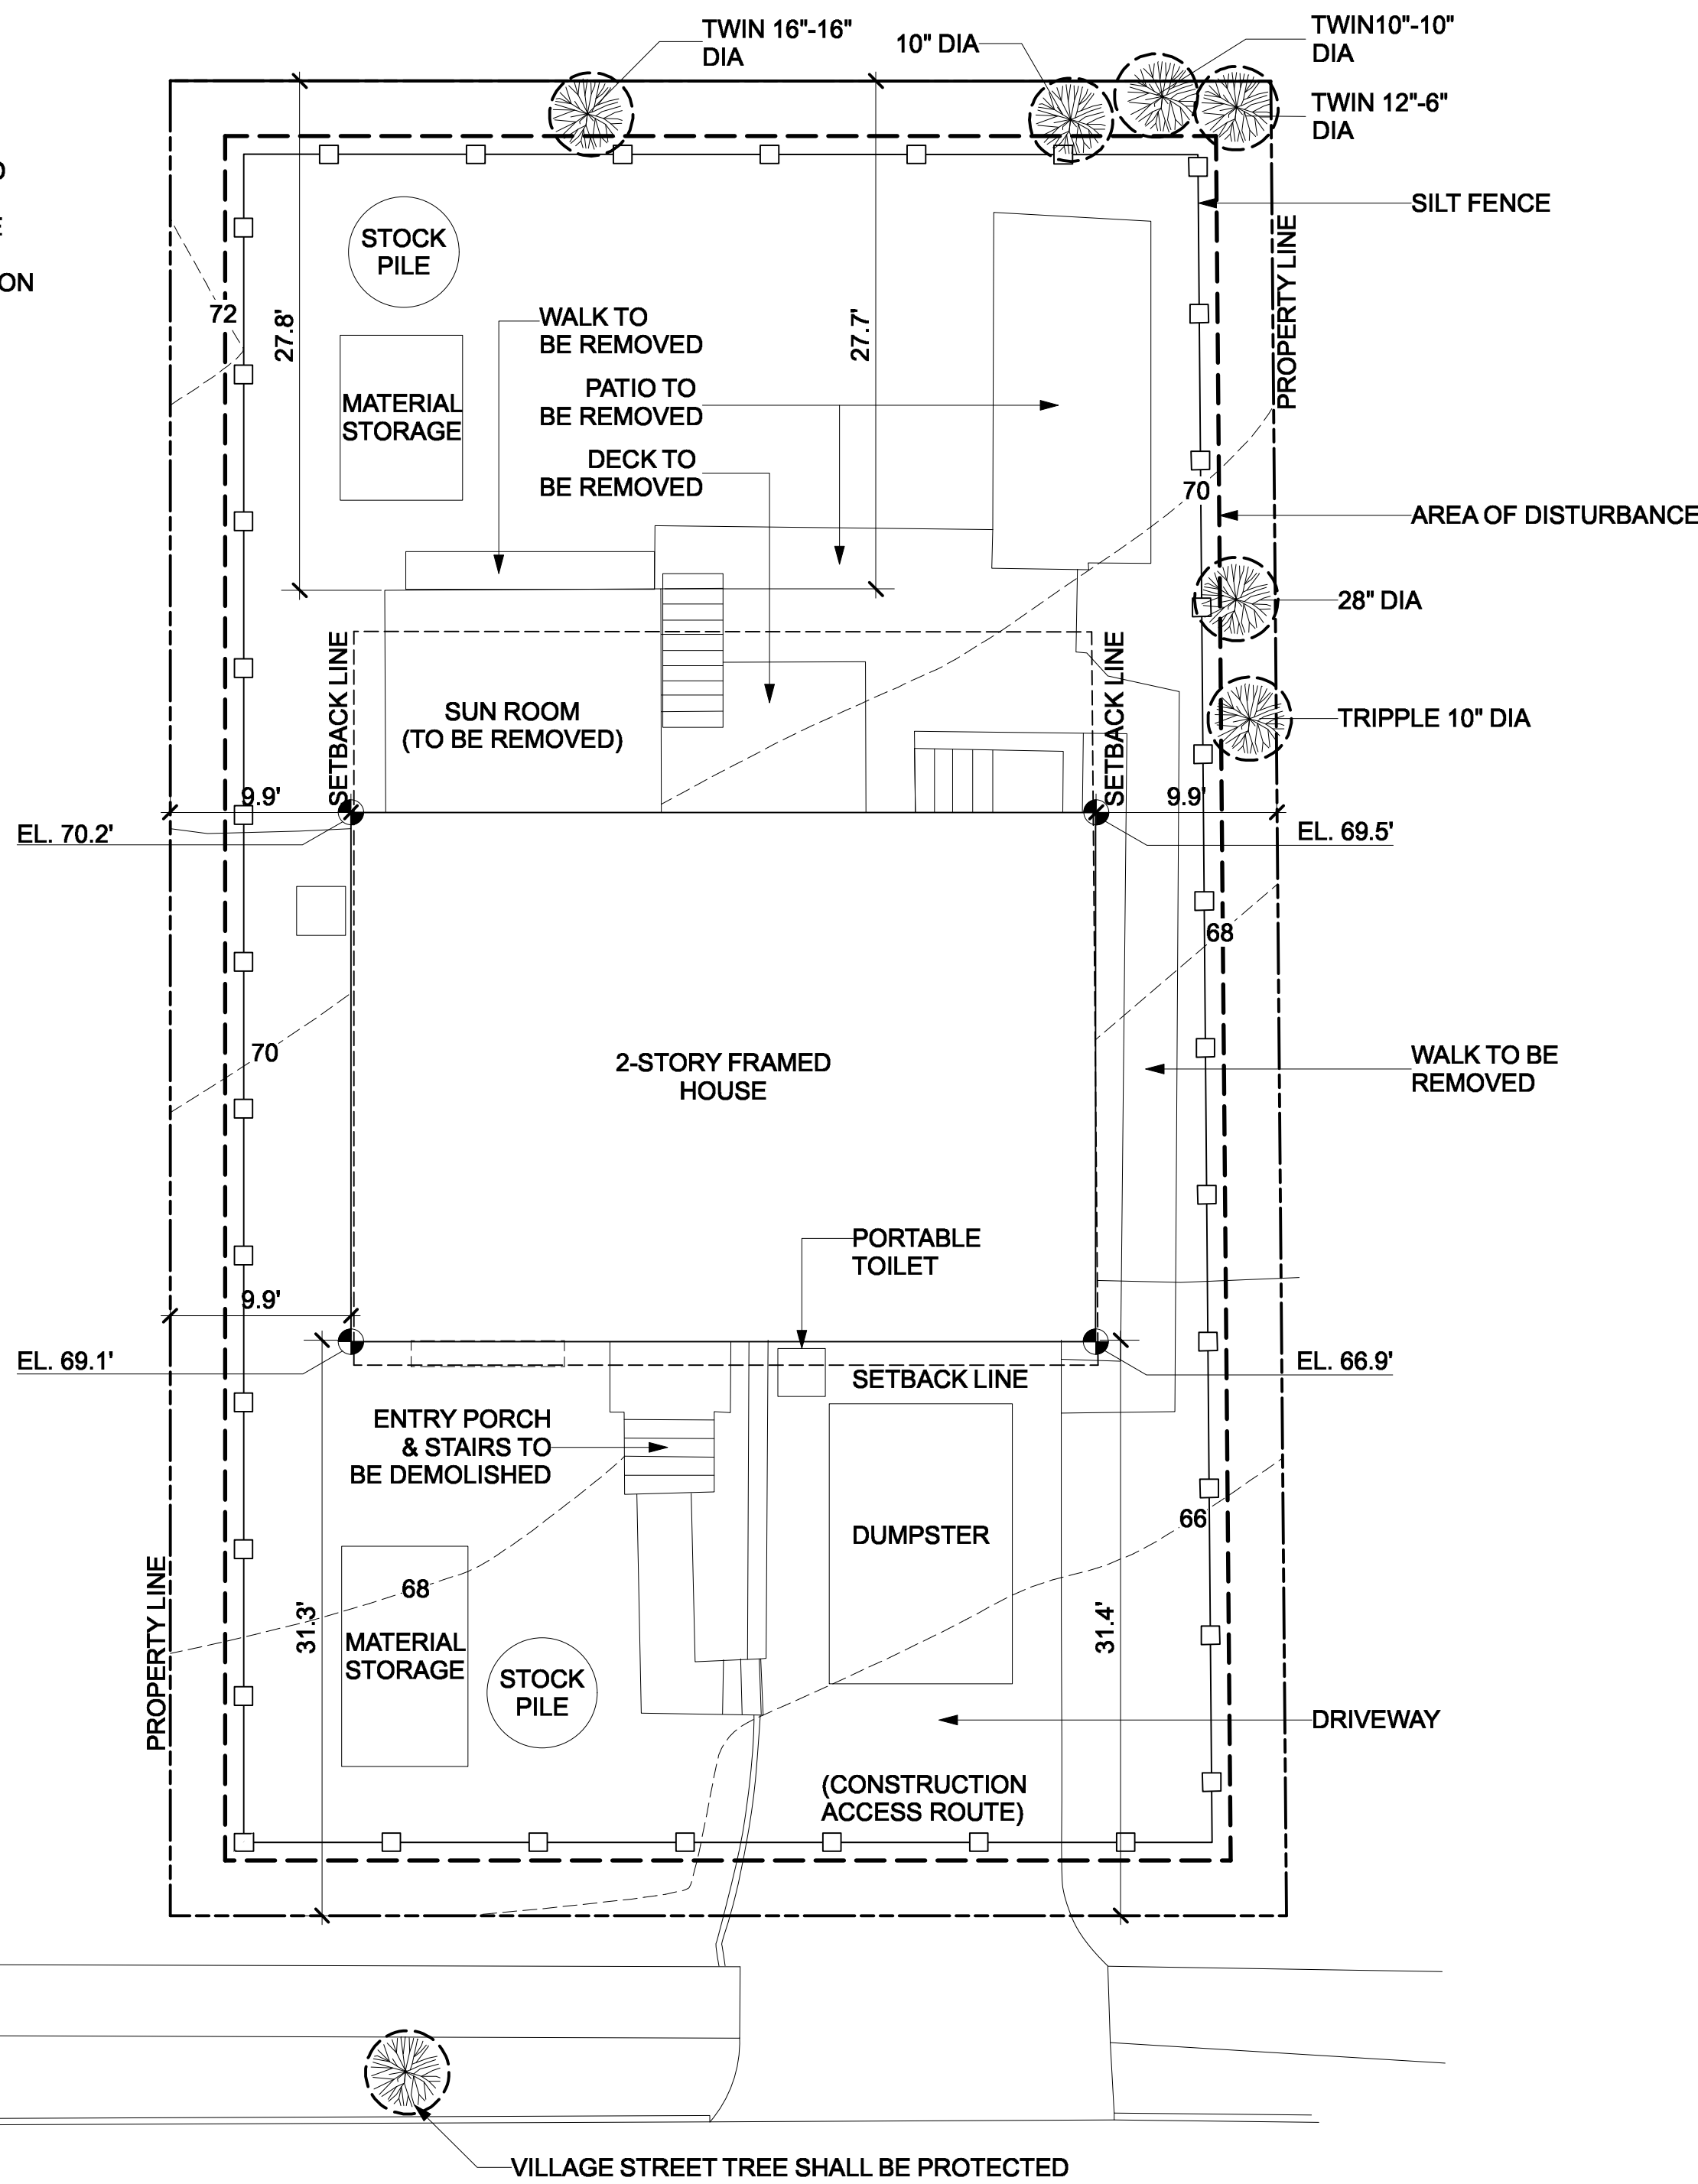 TWIN 16"-16"
DIA
10" DIA
TWIN10"-10"
DIA
TWIN 12"-6"
DIA
SILT FENCE
STOCK
PILE
ON
72
27.8'
WALK TO
BE REMOVED
27.7'
PROPERTY LINE
PATIO TO
BE REMOVED
MATERIAL
STORAGE
DECK TO
BE REMOVED
70
AREA OF DISTURBANCE
28" DIA
SETBACK LINE
SETBACK LINE
SUN ROOM
(TO BE REMOVED)
TRIPPLE 10" DIA
9.9'
9.9'
EL. 70.2'
EL. 69.5'
68
70
2-STORY FRAMED
HOUSE
WALK TO BE
REMOVED
PORTABLE
TOILET
9.9'
EL. 69.1'
EL. 66.9'
SETBACK LINE
ENTRY PORCH
& STAIRS TO
BE DEMOLISHED
66
DUMPSTER
68
PROPERTY LINE
31.3'
31.4'
MATERIAL
STORAGE
STOCK
PILE
DRIVEWAY
(CONSTRUCTION
ACCESS ROUTE)
VILLAGE STREET TREE SHALL BE PROTECTED